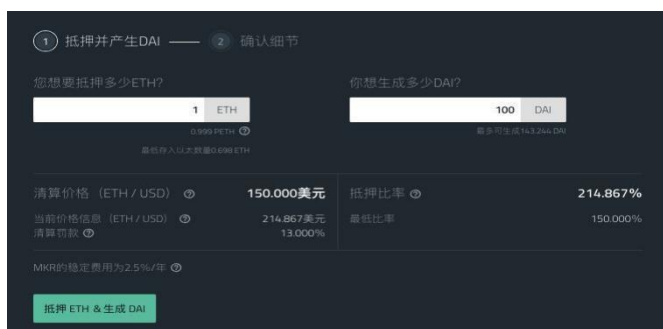 1 抵押并产生DAI 2 确认细节
您想要抵押多少ETH? 你想生成多少DAI?
1 ETH 100 DAI
0.999 PETH ? 最多可生成143.244 DAI
最低存入以太数量0.698 ETH
清算价格 (ETH / USD) ? 150.000美元 抵押比率 ? 214.867%
当前价格信息 (ETH / USD) ? 214.867美元 最低比率 150.000%
清算罚款 ? 13.000%
MKR的稳定费用为2.5%/年 ?
抵押 ETH & 生成 DAI